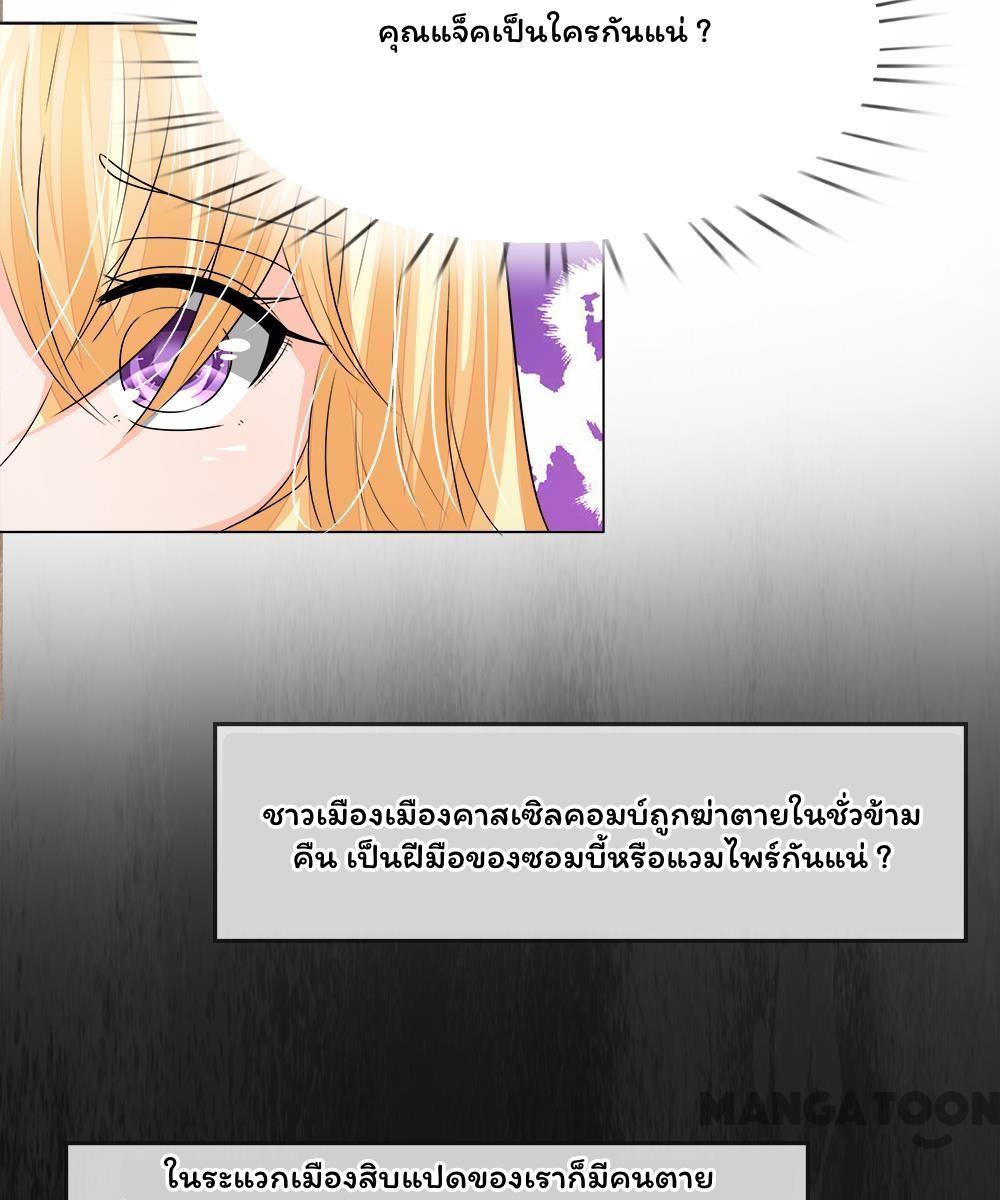 คุณแจ็คเป็นใครกันแน่ ?
ชาวเมืองเมืองคาสเซิลคอมบ์ถูกฆ่าตายในชั่วข้าม
คืน เป็นฝีมือของซอมบี้หรือแวมไพร์กันแน่ ?
MANGA TOON
ในระแวกเมืองสิบแปดของเราก็มีคนตาย